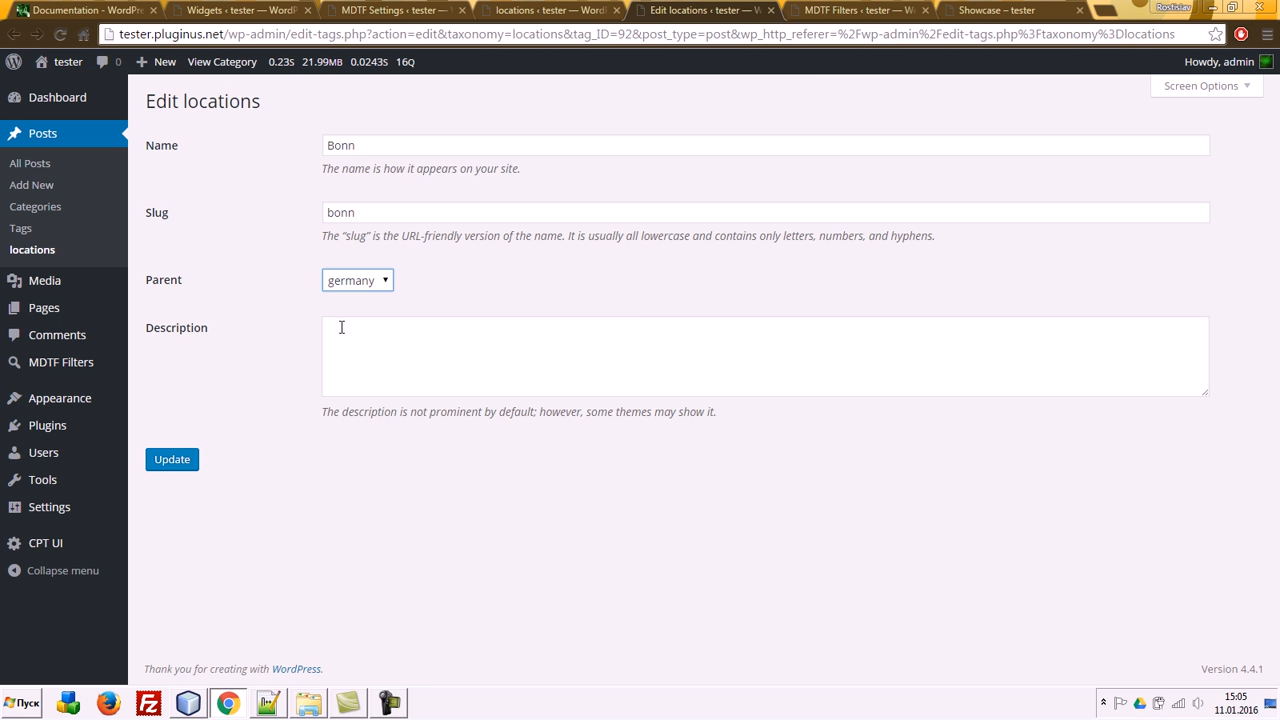 Documentation - WordPr
Widgets ‹ tester — WordP
MDTF Settings ‹ tester —
locations ‹ tester — Word
Edit locations ‹ tester — W
MDTF Filters ‹ tester — W
Showcase – tester
Rostislav
tester.pluginus.net/wp-admin/edit-tags.php?action=edit&taxonomy=locations&tag_ID=92&post_type=post&wp_http_referer=%2Fwp-admin%2Fedit-tags.php%3Ftaxonomy%3Dlocations
tester 0 New View Category 0.23S 21.99MB 0.0243S 16Q Howdy, admin
Screen Options
Dashboard
Posts
All Posts
Add New
Categories
Tags
locations
Media
Pages
Comments
MDTF Filters
Appearance
Plugins
Users
Tools
Settings
CPT UI
Collapse menu
Edit locations
Name Bonn
The name is how it appears on your site.
Slug bonn
The “slug” is the URL-friendly version of the name. It is usually all lowercase and contains only letters, numbers, and hyphens.
Parent germany
Description
The description is not prominent by default; however, some themes may show it.
Update
Thank you for creating with WordPress. Version 4.4.1
Пуск
15:05
11.01.2016